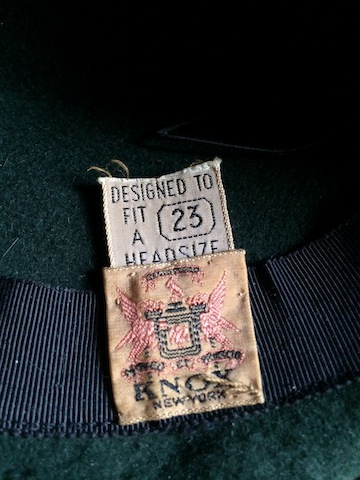 DESIGNED TO
FIT
23
A
HEADSIZE
KNOX
NEW YORK